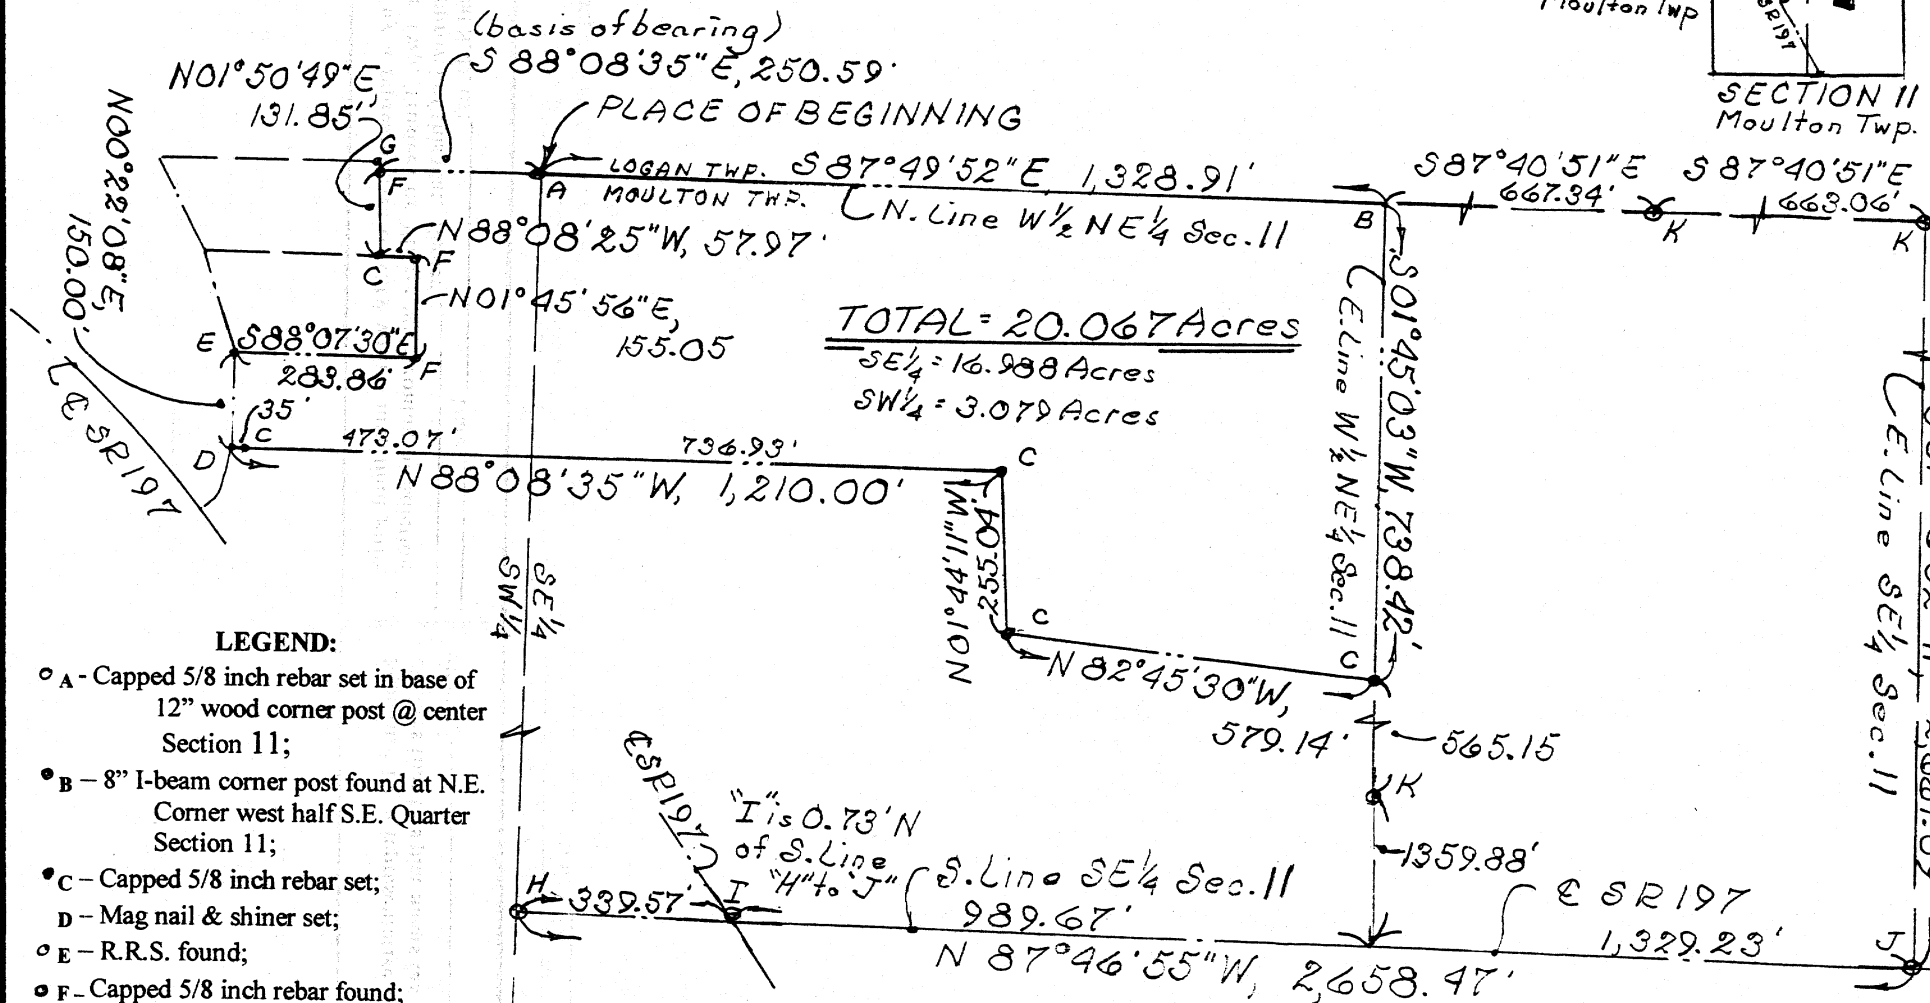 (basis of bearing)
S 88°08'35"E, 250.59'
N01°50'49"E,
131.85'
PLACE OF BEGINNING
Moulton Twp
SR197
SECTION 11
Moulton Twp.
N00°22'08"E,
150.00'
G
F
A
LOGAN TWP.
MOULTON TWP.
S 87°49'52"E, 1,328.91'
N. Line W½ NE¼ Sec. 11
B
S87°40'51"E
667.34'
K
S 87°40'51"E
663.06'
K
N 88°08'25"W, 57.97'
C
F
N01°45'56"E,
155.05
E
S88°07'30"E
283.86'
F
TOTAL = 20.067 Acres
SE¼ = 16.988 Acres
SW¼ = 3.079 Acres
E. Line W½ NE¼ Sec. 11
S01°45'03"W, 738.42'
E. Line SE¼ Sec. 11
℄ SR197
D
C
35'
473.07'
736.93'
C
N 88°08'35"W, 1,210.00'
N01°44'11"W,
255.04'
C
N 82°45'30"W,
579.14'
C
565.15
K
1359.88'
SW¼
SE¼
LEGEND:
A - Capped 5/8 inch rebar set in base of
12" wood corner post @ center
Section 11;
B – 8" I-beam corner post found at N.E.
Corner west half S.E. Quarter
Section 11;
C – Capped 5/8 inch rebar set;
D – Mag nail & shiner set;
E – R.R.S. found;
F – Capped 5/8 inch rebar found;
℄ SR197
"I" is 0.73' N
of S. Line
"H" to "J"
H
339.57'
I
S. Line SE¼ Sec. 11
989.67'
N 87°46'55"W, 2,658.47'
℄ SR 197
1,329.23'
J